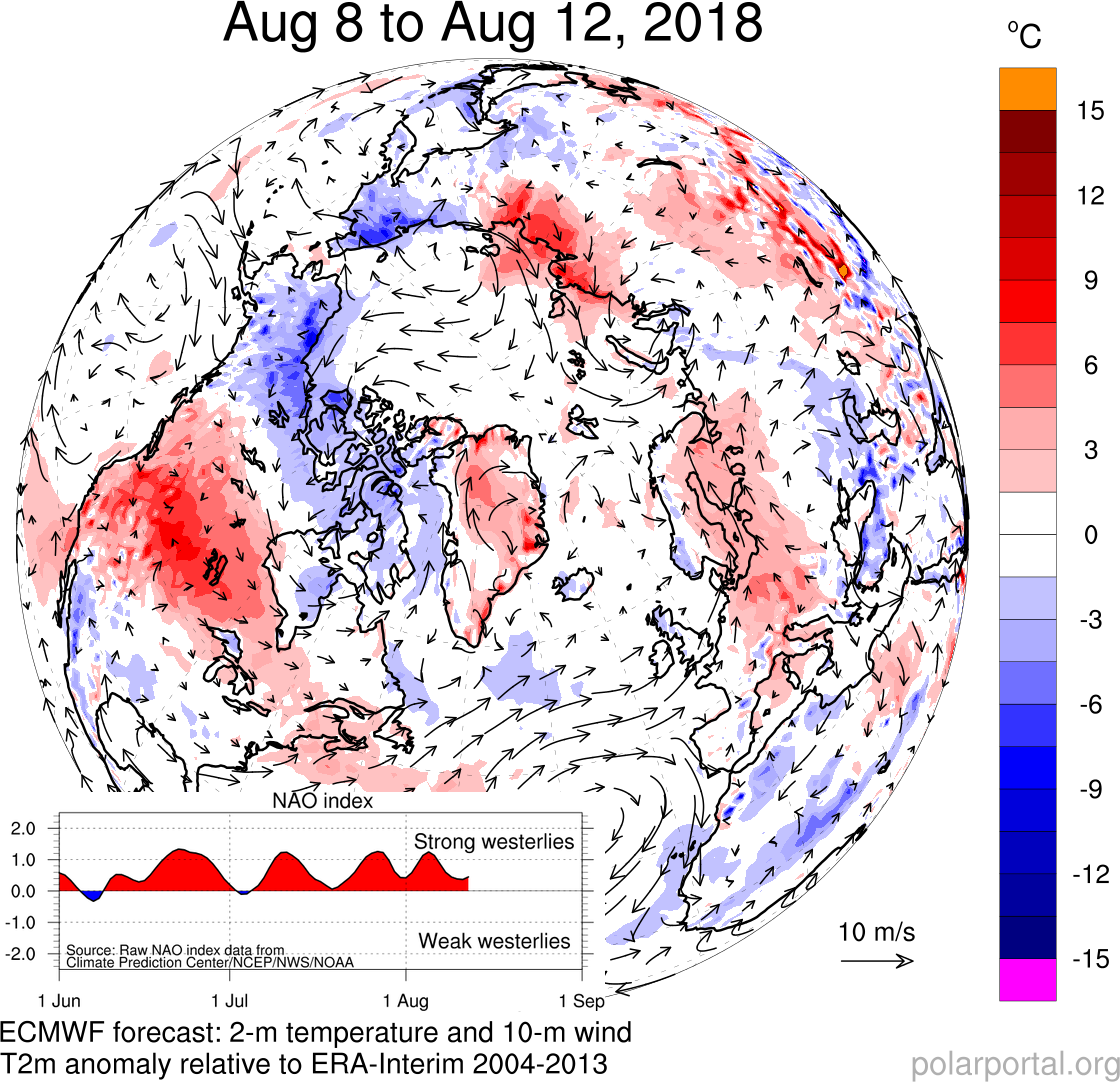 Aug 8 to Aug 12, 2018
°C
15
12
9
6
3
0
-3
-6
-9
-12
-15
NAO index
2.0
1.0
0.0
-1.0
-2.0
Strong westerlies
Weak westerlies
Source: Raw NAO index data from
Climate Prediction Center/NCEP/NWS/NOAA
1 Jun
1 Jul
1 Aug
1 Sep
10 m/s
ECMWF forecast: 2-m temperature and 10-m wind
T2m anomaly relative to ERA-Interim 2004-2013
polarportal.org